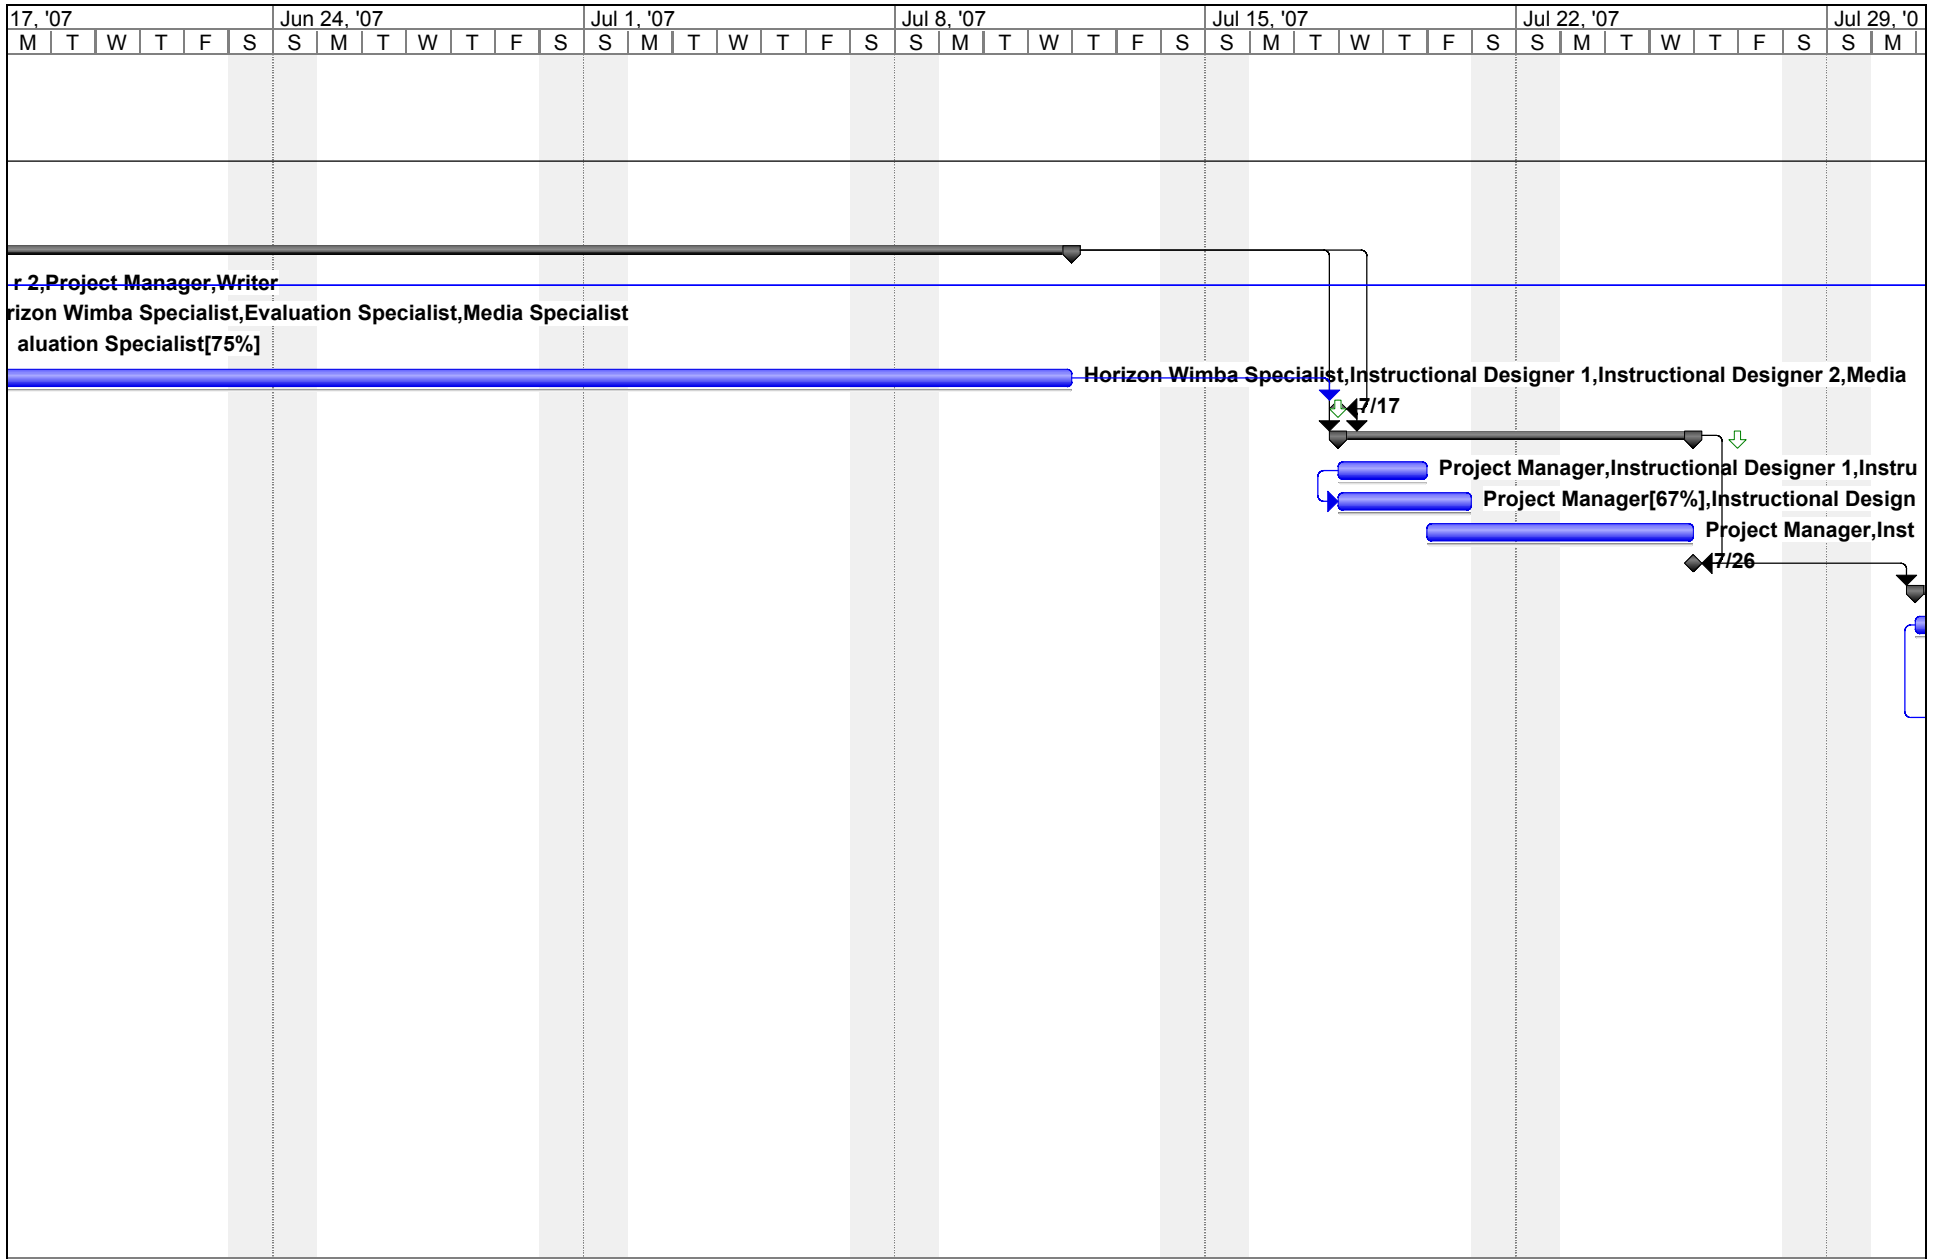 17, '07 Jun 24, '07 Jul 1, '07 Jul 8, '07 Jul 15, '07 Jul 22, '07 Jul 29, '0
M T W T F S S M T W T F S S M T W T F S S M T W T F S S M T W T F S S M T W T F S S M
r 2,Project Manager,Writer
rizon Wimba Specialist,Evaluation Specialist,Media Specialist
aluation Specialist[75%]
Horizon Wimba Specialist,Instructional Designer 1,Instructional Designer 2,Media
7/17
Project Manager,Instructional Designer 1,Instru
Project Manager[67%],Instructional Design
Project Manager,Inst
7/26